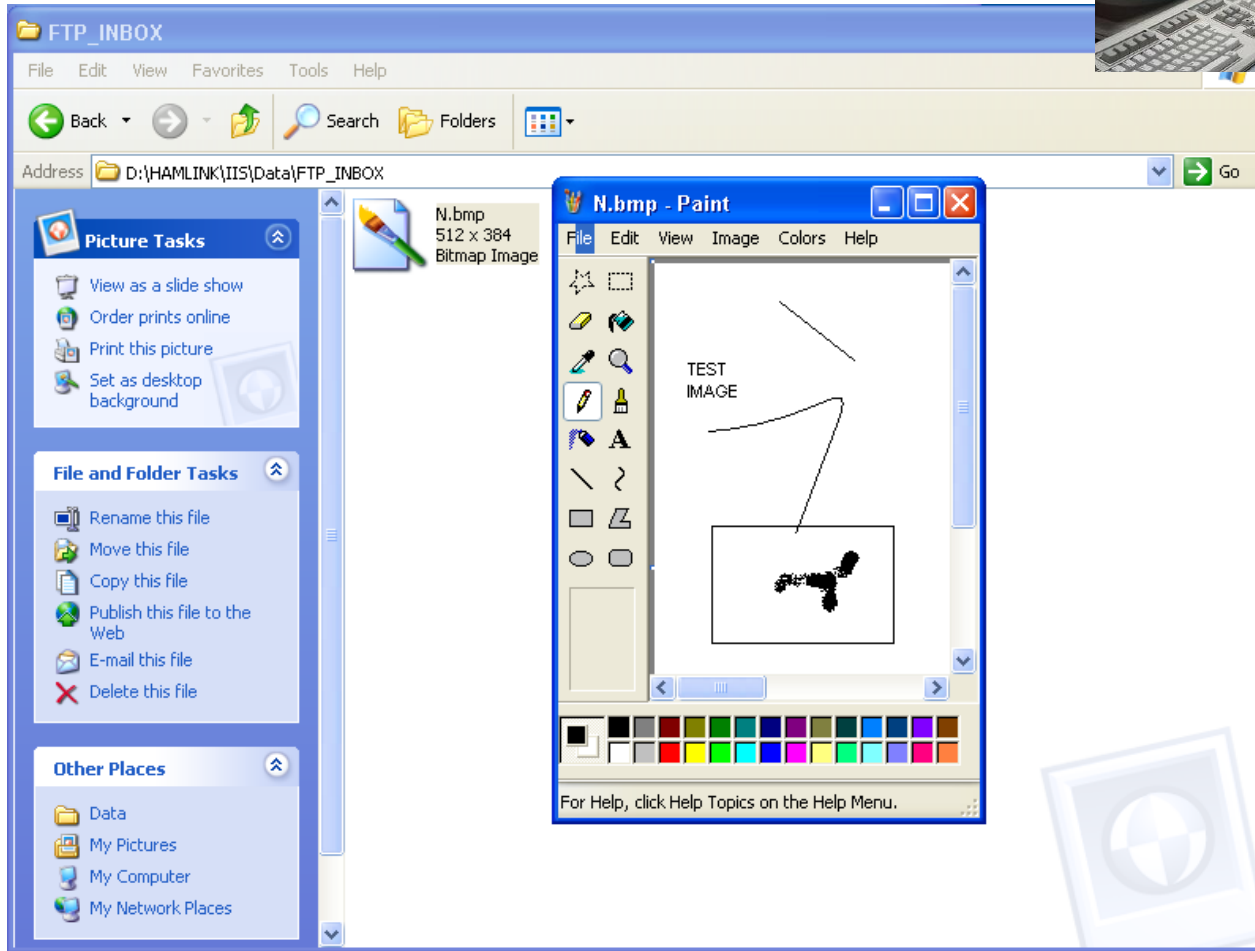 FTP_INBOX
File Edit View Favorites Tools Help
Back Search Folders
Address D:\HAMLINK\IIS\Data\FTP_INBOX Go
Picture Tasks
View as a slide show
Order prints online
Print this picture
Set as desktop
background
File and Folder Tasks
Rename this file
Move this file
Copy this file
Publish this file to the
Web
E-mail this file
Delete this file
Other Places
Data
My Pictures
My Computer
My Network Places
N.bmp
512 x 384
Bitmap Image
N.bmp - Paint
File Edit View Image Colors Help
A
TEST
IMAGE
For Help, click Help Topics on the Help Menu.